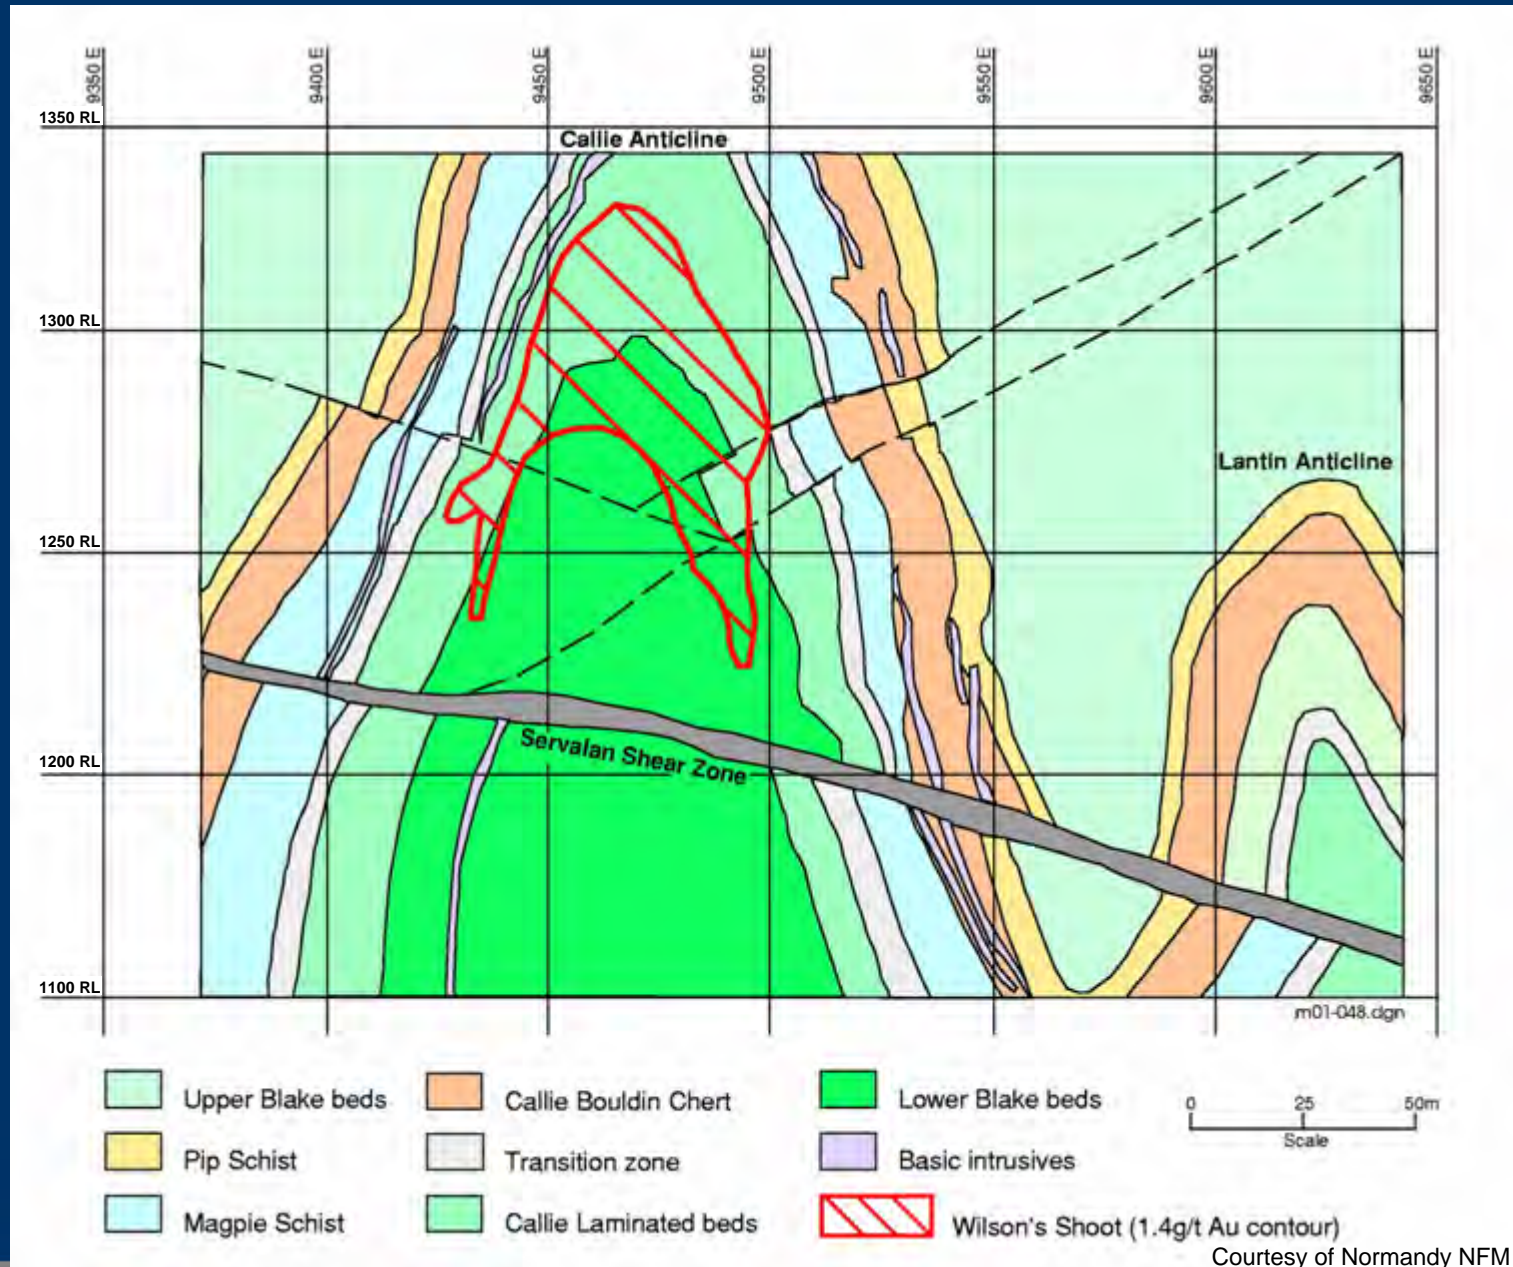 9350 E
9400 E
9450 E
9500 E
9550 E
9600 E
9650 E
1350 RL
Callie Anticline
1300 RL
Lantin Anticline
1250 RL
Servalan Shear Zone
1200 RL
1100 RL
m01-048.dgn
Upper Blake beds
Callie Bouldin Chert
Lower Blake beds
0 25 50m
Scale
Pip Schist
Transition zone
Basic intrusives
Magpie Schist
Callie Laminated beds
Wilson's Shoot (1.4g/t Au contour)
Courtesy of Normandy NFM